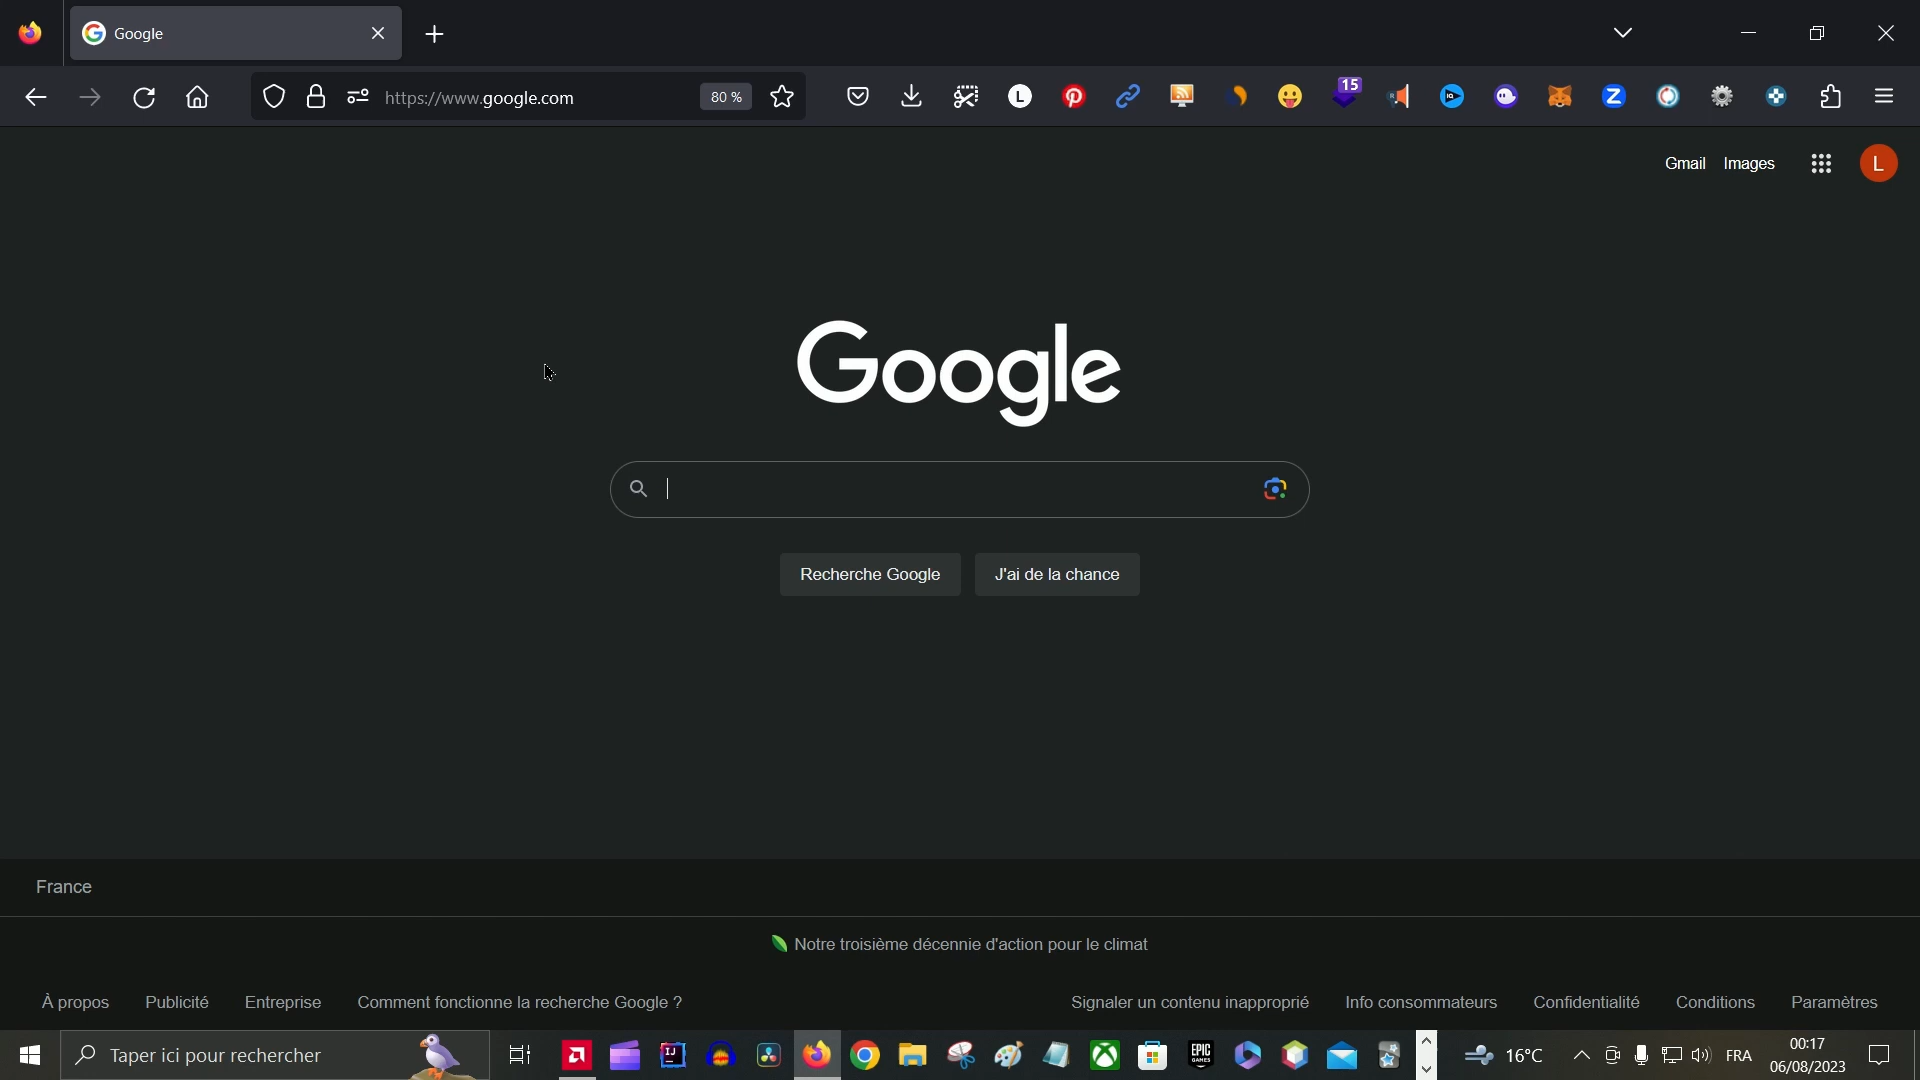 Google
https://www.google.com
80 %
15
Gmail Images
L
Google
Recherche Google
J'ai de la chance
France
Notre troisième décennie d'action pour le climat
À propos Publicité Entreprise Comment fonctionne la recherche Google ?
Signaler un contenu inapproprié Info consommateurs Confidentialité Conditions Paramètres
Taper ici pour rechercher
IJ
EPIC GAMES
16°C
FRA
00:17
06/08/2023